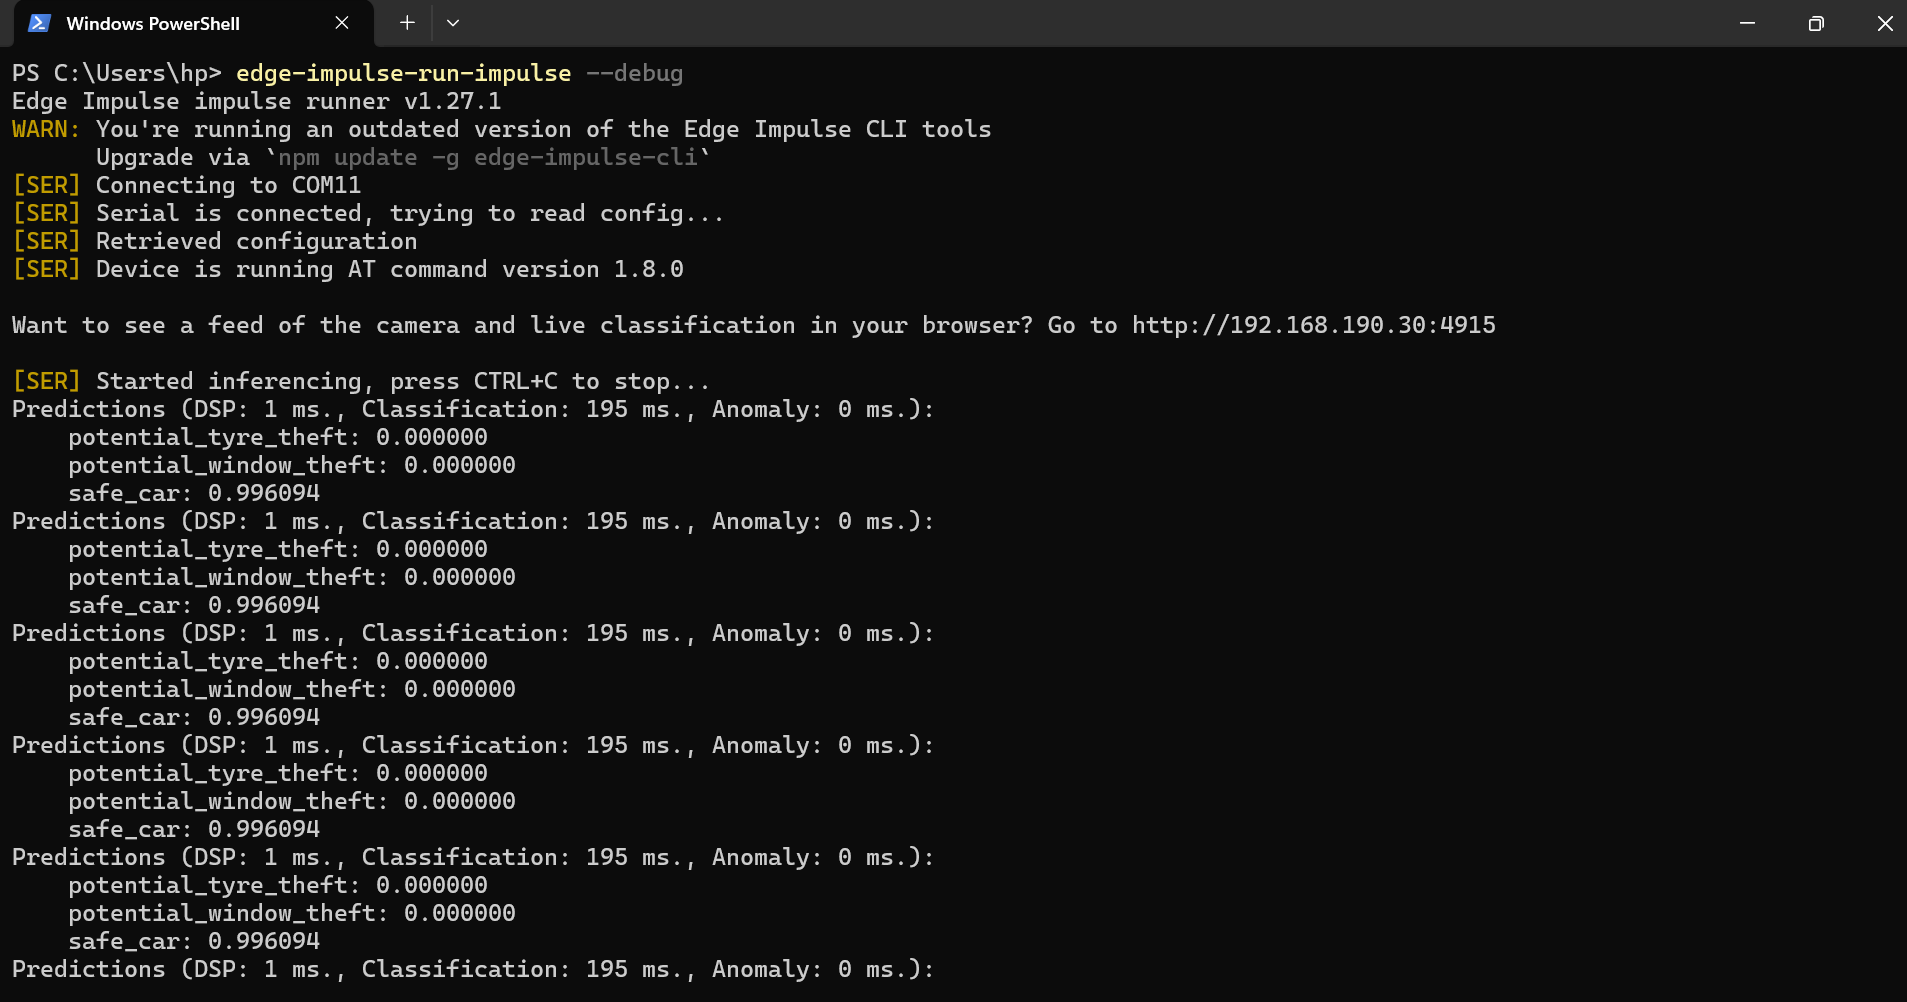 Windows PowerShell
PS C:\Users\hp> edge-impulse-run-impulse --debug
Edge Impulse impulse runner v1.27.1
WARN: You're running an outdated version of the Edge Impulse CLI tools
      Upgrade via `npm update -g edge-impulse-cli`
[SER] Connecting to COM11
[SER] Serial is connected, trying to read config...
[SER] Retrieved configuration
[SER] Device is running AT command version 1.8.0
Want to see a feed of the camera and live classification in your browser? Go to http://192.168.190.30:4915
[SER] Started inferencing, press CTRL+C to stop...
Predictions (DSP: 1 ms., Classification: 195 ms., Anomaly: 0 ms.):
    potential_tyre_theft: 0.000000
    potential_window_theft: 0.000000
    safe_car: 0.996094
Predictions (DSP: 1 ms., Classification: 195 ms., Anomaly: 0 ms.):
    potential_tyre_theft: 0.000000
    potential_window_theft: 0.000000
    safe_car: 0.996094
Predictions (DSP: 1 ms., Classification: 195 ms., Anomaly: 0 ms.):
    potential_tyre_theft: 0.000000
    potential_window_theft: 0.000000
    safe_car: 0.996094
Predictions (DSP: 1 ms., Classification: 195 ms., Anomaly: 0 ms.):
    potential_tyre_theft: 0.000000
    potential_window_theft: 0.000000
    safe_car: 0.996094
Predictions (DSP: 1 ms., Classification: 195 ms., Anomaly: 0 ms.):
    potential_tyre_theft: 0.000000
    potential_window_theft: 0.000000
    safe_car: 0.996094
Predictions (DSP: 1 ms., Classification: 195 ms., Anomaly: 0 ms.):